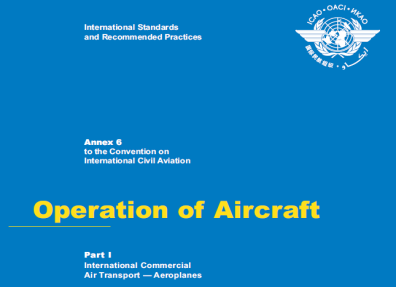 International Standards
and Recommended Practices
ICAO • OACI • ИКАО
Annex 6
to the Convention on
International Civil Aviation
Operation of Aircraft
Part I
International Commercial
Air Transport — Aeroplanes